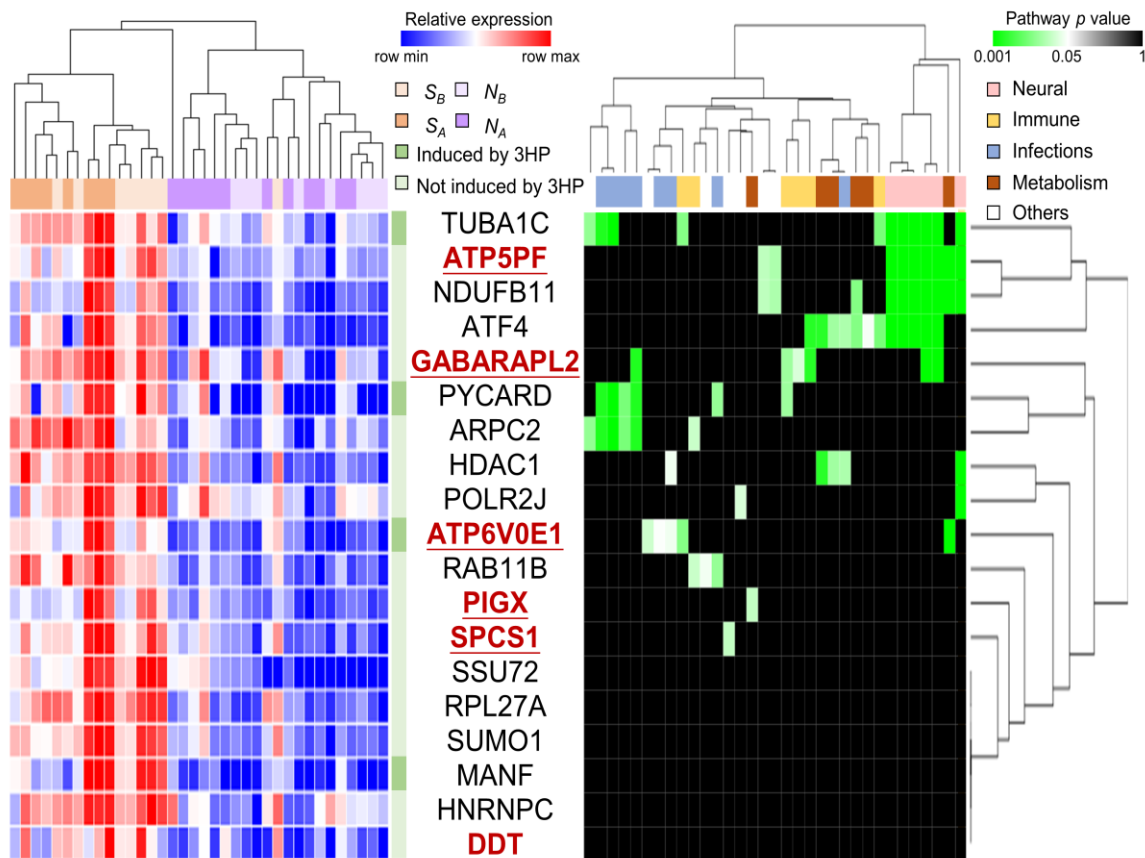 Relative expression
row min row max
S_B N_B
S_A N_A
Induced by 3HP
Not induced by 3HP
Pathway p value
0.001 0.05 1
Neural
Immune
Infections
Metabolism
Others
TUBA1C
ATP5PF
NDUFB11
ATF4
GABARAPL2
PYCARD
ARPC2
HDAC1
POLR2J
ATP6V0E1
RAB11B
PIGX
SPCS1
SSU72
RPL27A
SUMO1
MANF
HNRNPC
DDT